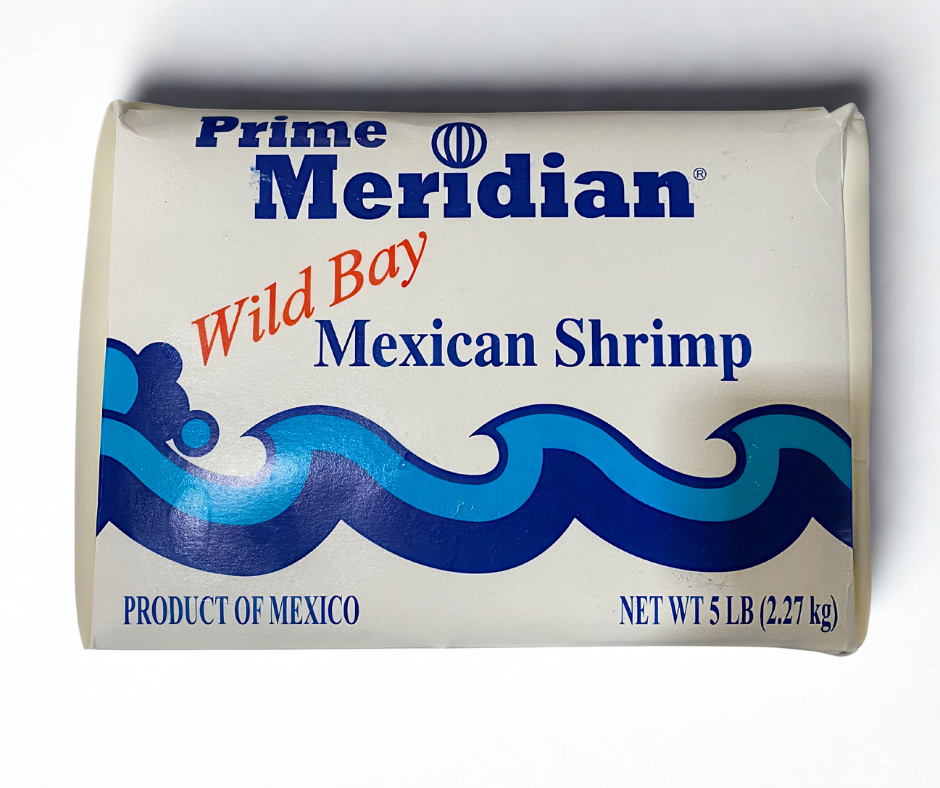 Prime
Meridian®
Wild Bay
Mexican Shrimp
PRODUCT OF MEXICO
NET WT 5 LB (2.27 kg)